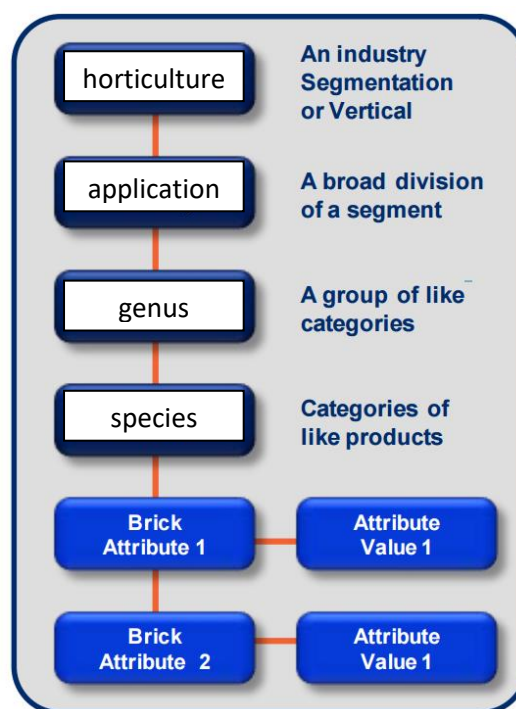 horticulture
An industry
Segmentation
or Vertical
application
A broad division
of a segment
genus
A group of like
categories
species
Categories of
like products
Brick
Attribute 1
Attribute
Value 1
Brick
Attribute 2
Attribute
Value 1